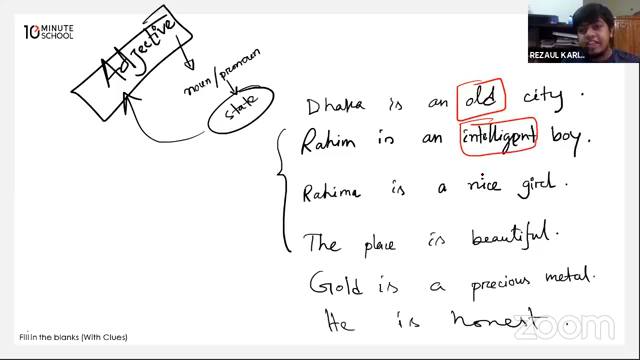 10 MINUTE
SCHOOL
Adjective
noun/pronoun
state
Dhaka is an old city.
Rahim is an intelligent boy.
Rahima is a nice girl.
The place is beautiful.
Gold is a precious metal.
He is honest.
REZAUL KARI...
zoom
Fill in the blanks (With Clues)